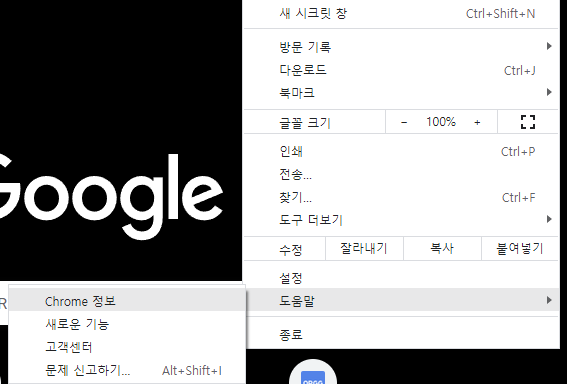 새 시크릿 창 Ctrl+Shift+N
방문 기록
다운로드 Ctrl+J
북마크
글꼴 크기 - 100% +
인쇄 Ctrl+P
전송...
찾기... Ctrl+F
도구 더보기
수정 잘라내기 복사 붙여넣기
설정
도움말
종료
Google
R
Chrome 정보
새로운 기능
고객센터
문제 신고하기... Alt+Shift+I